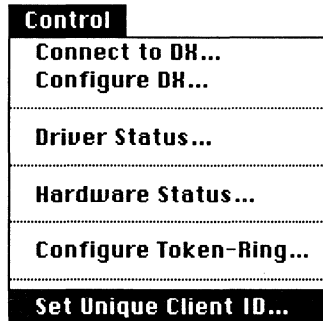 Control
Connect to DX...
Configure DX...
Driver Status...
Hardware Status...
Configure Token-Ring...
Set Unique Client ID...